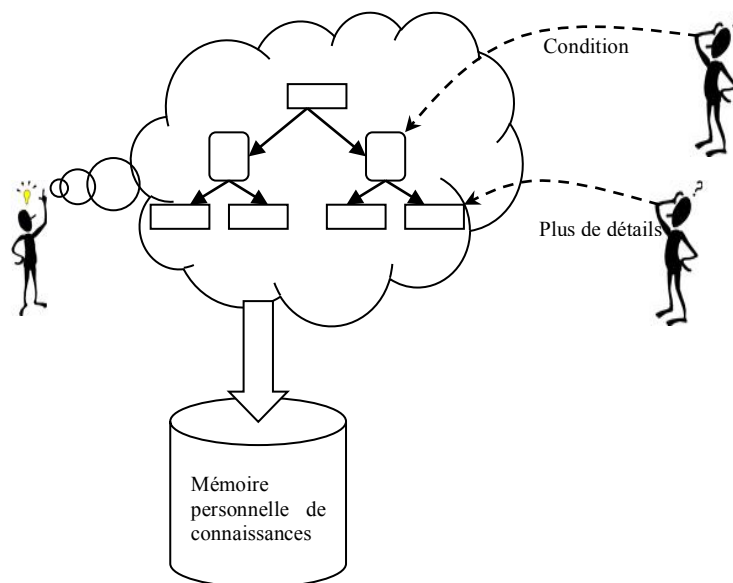 Condition
Plus de détails
Mémoire
personnelle de
connaissances